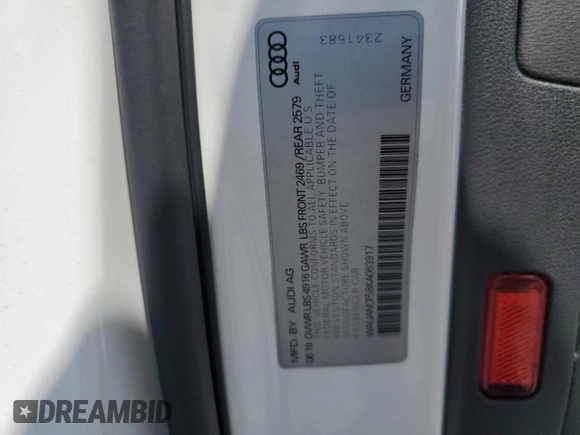 MFD BY AUDI AG
06.19 GVWR LBS 4916 GAWR LBS FRONT 2469 /REAR 2579
THIS VEHICLE CONFORMS TO ALL APPLICABLE U S
FEDERAL MOTOR VEHICLE SAFETY, BUMPER AND THEFT
PREVENTION STANDARDS IN EFFECT ON THE DATE OF
MANUFACTURE SHOWN ABOVE.
PASSENGER CAR
WAUANCF58KA063917
GERMANY
Audi
2341583
DREAMBID